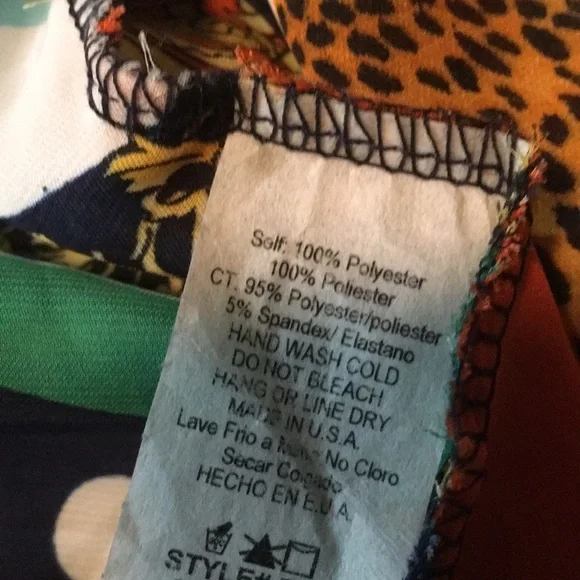 Self: 100% Polyester
100% Poliester
CT. 95% Polyester/poliester
5% Spandex/ Elastano
HAND WASH COLD
DO NOT BLEACH
HANG OR LINE DRY
MADE IN U.S.A.
Lave Frio a No Cloro
Secar Colgado
HECHO EN E.U.A.
STYLE#